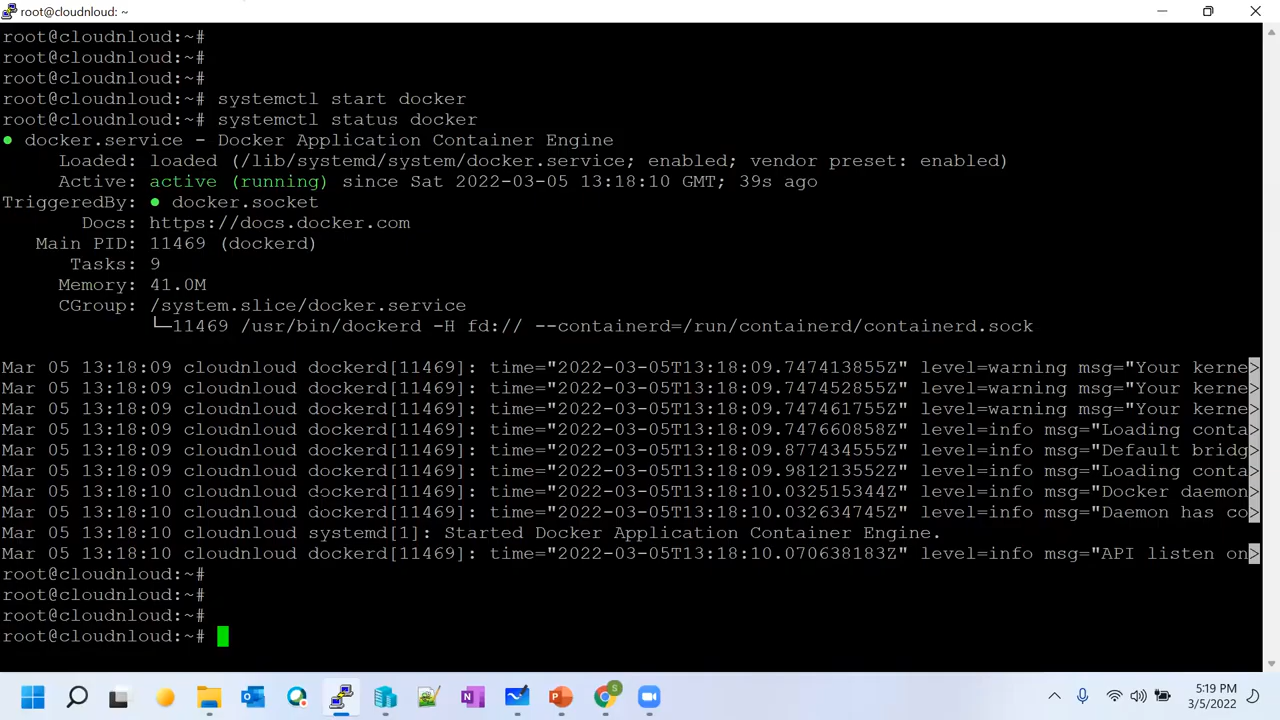 root@cloudnloud: ~
root@cloudnloud:~#
root@cloudnloud:~#
root@cloudnloud:~#
root@cloudnloud:~# systemctl start docker
root@cloudnloud:~# systemctl status docker
● docker.service - Docker Application Container Engine
Loaded: loaded (/lib/systemd/system/docker.service; enabled; vendor preset: enabled)
Active: active (running) since Sat 2022-03-05 13:18:10 GMT; 39s ago
TriggeredBy: ● docker.socket
Docs: https://docs.docker.com
Main PID: 11469 (dockerd)
Tasks: 9
Memory: 41.0M
CGroup: /system.slice/docker.service
└─11469 /usr/bin/dockerd -H fd:// --containerd=/run/containerd/containerd.sock
Mar 05 13:18:09 cloudnloud dockerd[11469]: time="2022-03-05T13:18:09.747413855Z" level=warning msg="Your kerne>
Mar 05 13:18:09 cloudnloud dockerd[11469]: time="2022-03-05T13:18:09.747452855Z" level=warning msg="Your kerne>
Mar 05 13:18:09 cloudnloud dockerd[11469]: time="2022-03-05T13:18:09.747461755Z" level=warning msg="Your kerne>
Mar 05 13:18:09 cloudnloud dockerd[11469]: time="2022-03-05T13:18:09.747660858Z" level=info msg="Loading conta>
Mar 05 13:18:09 cloudnloud dockerd[11469]: time="2022-03-05T13:18:09.877434555Z" level=info msg="Default bridg>
Mar 05 13:18:09 cloudnloud dockerd[11469]: time="2022-03-05T13:18:09.981213552Z" level=info msg="Loading conta>
Mar 05 13:18:10 cloudnloud dockerd[11469]: time="2022-03-05T13:18:10.032515344Z" level=info msg="Docker daemon>
Mar 05 13:18:10 cloudnloud dockerd[11469]: time="2022-03-05T13:18:10.032634745Z" level=info msg="Daemon has co>
Mar 05 13:18:10 cloudnloud systemd[1]: Started Docker Application Container Engine.
Mar 05 13:18:10 cloudnloud dockerd[11469]: time="2022-03-05T13:18:10.070638183Z" level=info msg="API listen on>
root@cloudnloud:~#
root@cloudnloud:~#
root@cloudnloud:~#
root@cloudnloud:~#
5:19 PM
3/5/2022